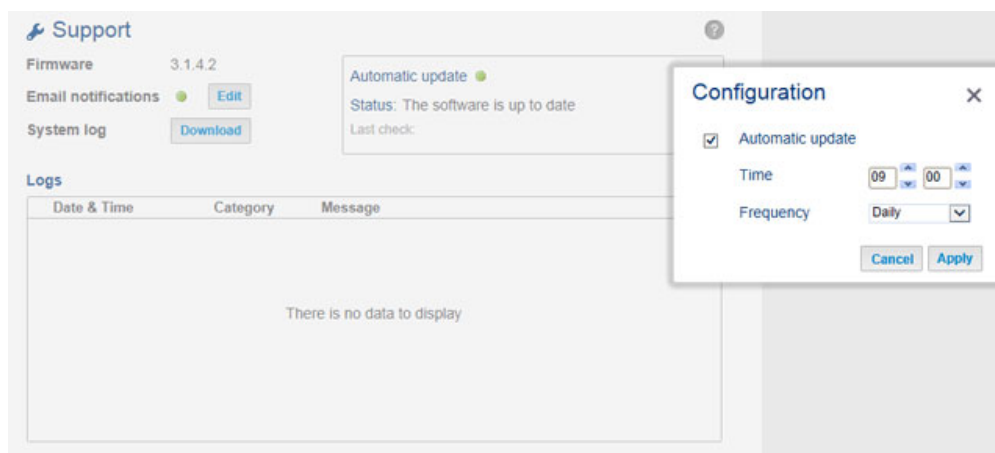 Support
?
Firmware 3.1.4.2
Email notifications Edit
System log Download
Automatic update
Status: The software is up to date
Last check:
Logs
Date & Time Category Message
There is no data to display
Configuration
Automatic update
Time 09 00
Frequency Daily
Cancel Apply